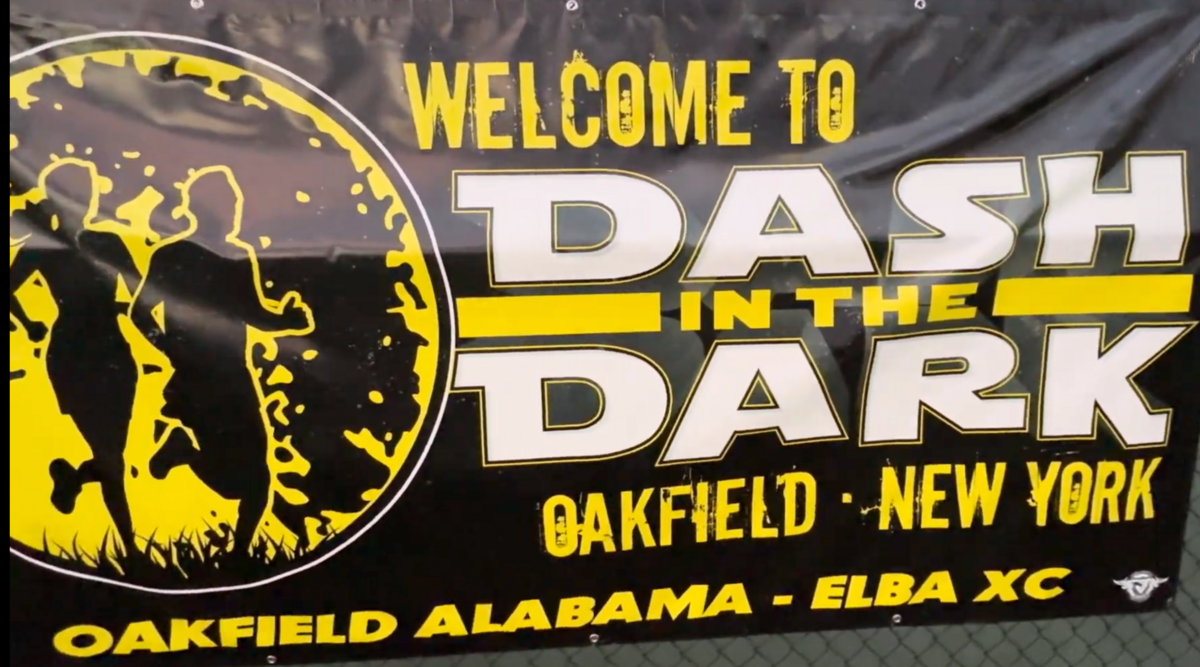 WELCOME TO
DASH
IN THE
DARK
OAKFIELD · NEW YORK
OAKFIELD ALABAMA - ELBA XC